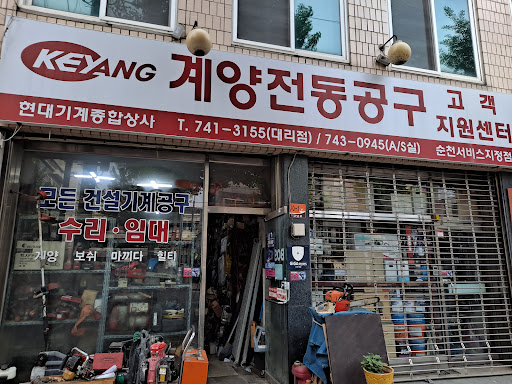 KEYANG 계양전동공구 고객
지원센터
현대기계종합상사 T. 741-3155(대리점) / 743-0945(A/S실) 순천서비스지정점
모든 건설기계공구
수리·임대
계양 보쉬 마끼다 힐티